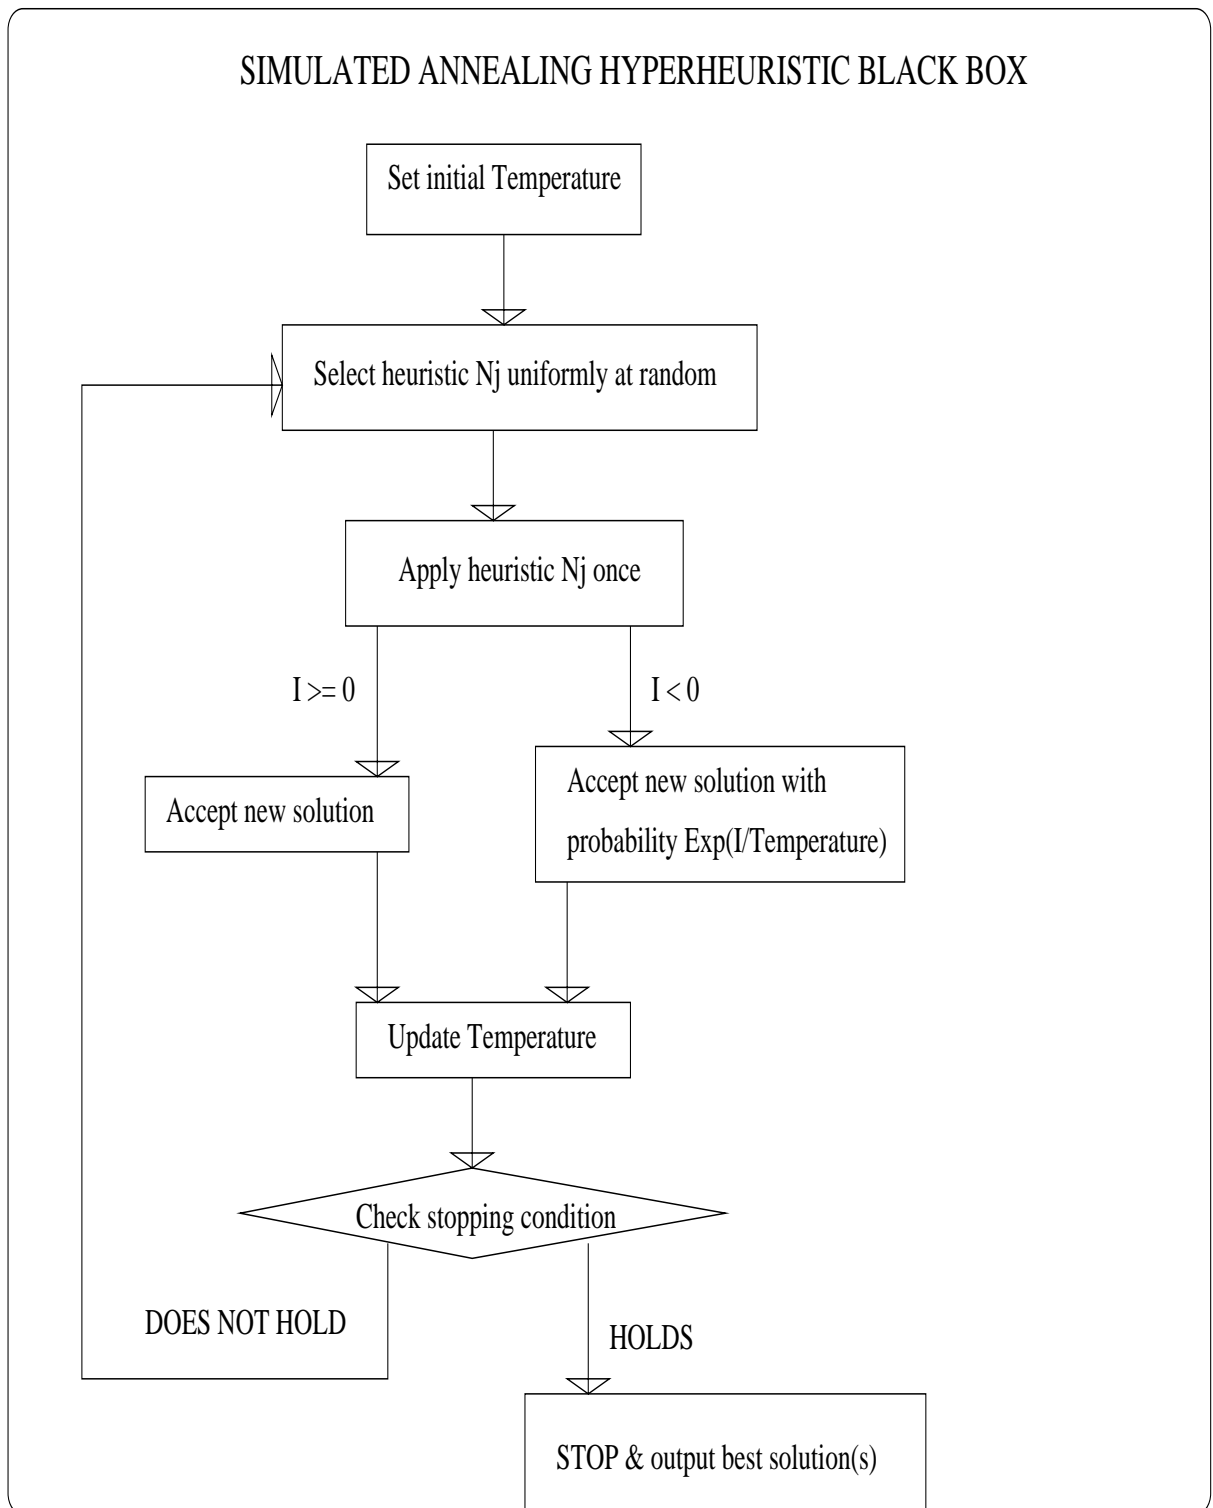 SIMULATED ANNEALING HYPERHEURISTIC BLACK BOX
Set initial Temperature
Select heuristic Nj uniformly at random
Apply heuristic Nj once
I >= 0
I < 0
Accept new solution
Accept new solution with
probability Exp(I/Temperature)
Update Temperature
Check stopping condition
DOES NOT HOLD
HOLDS
STOP & output best solution(s)